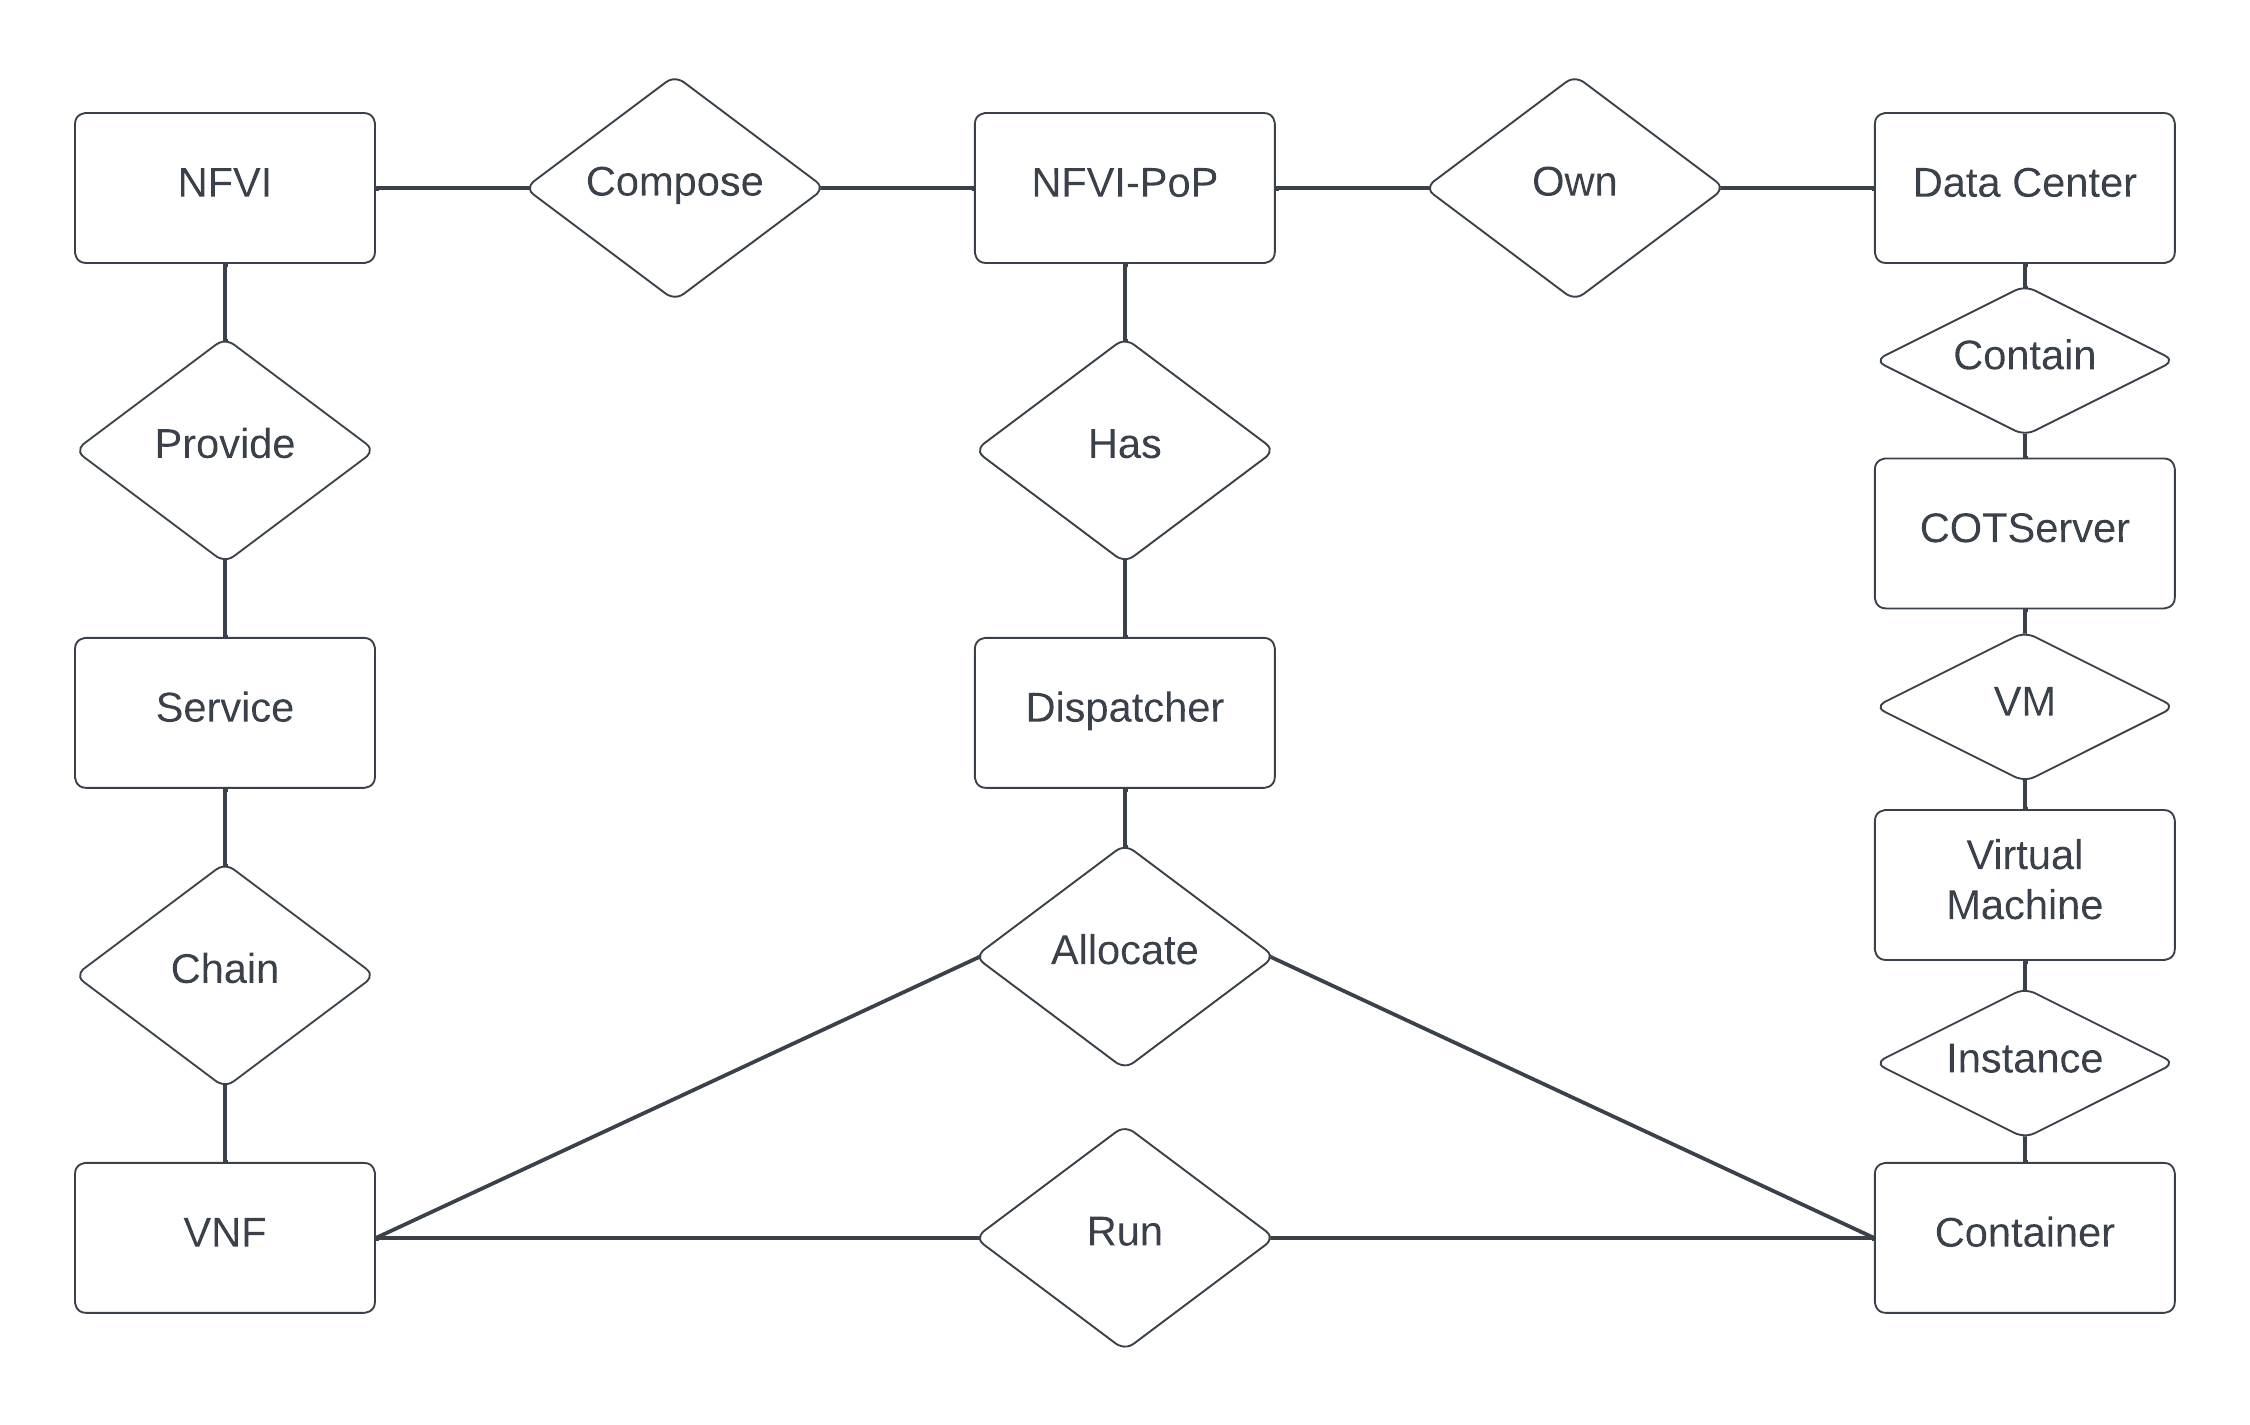 NFVI
Compose
NFVI-PoP
Own
Data Center
Contain
Provide
Has
COTServer
Service
Dispatcher
VM
Virtual
Machine
Chain
Allocate
Instance
VNF
Run
Container